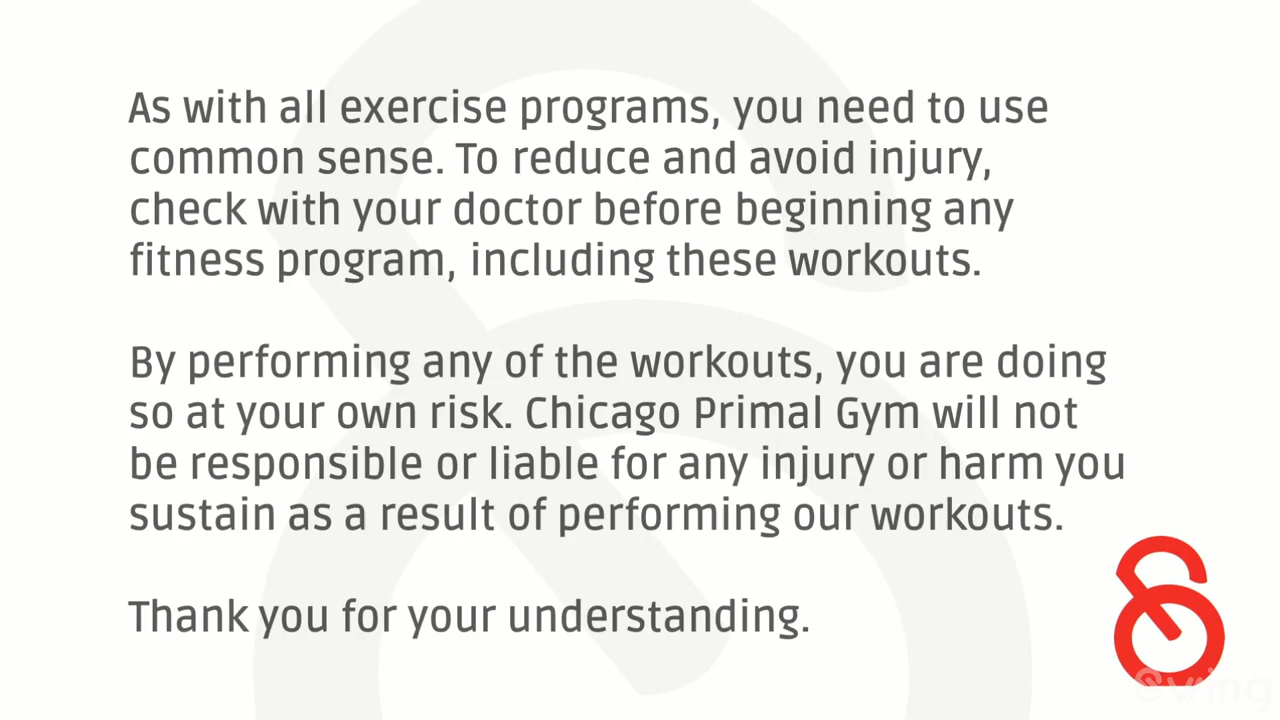 As with all exercise programs, you need to use
common sense. To reduce and avoid injury,
check with your doctor before beginning any
fitness program, including these workouts.
By performing any of the workouts, you are doing
so at your own risk. Chicago Primal Gym will not
be responsible or liable for any injury or harm you
sustain as a result of performing our workouts.
Thank you for your understanding.
Swing